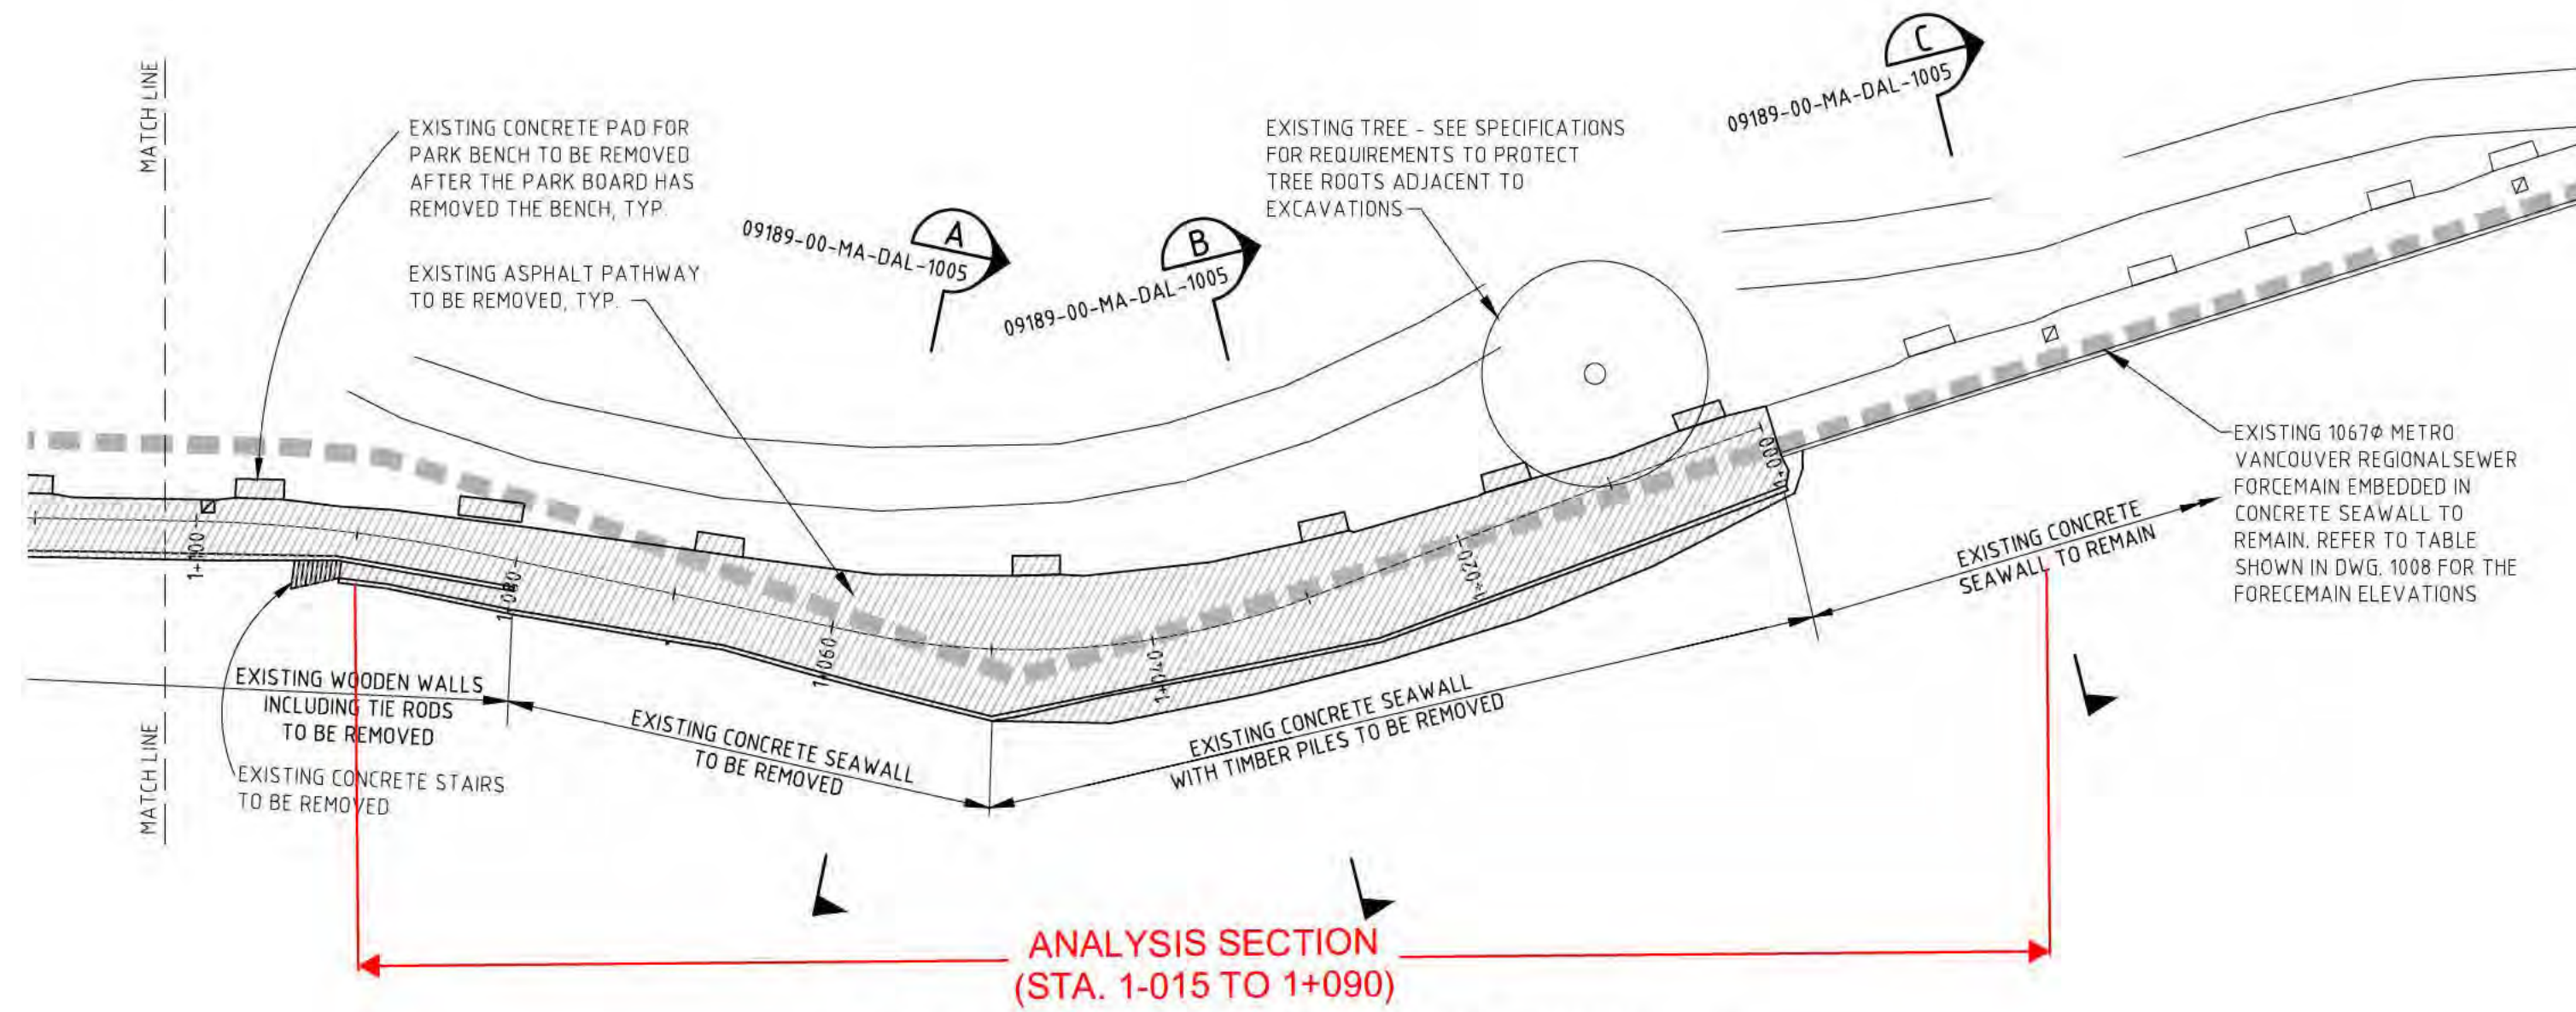 MATCH LINE
EXISTING CONCRETE PAD FOR
PARK BENCH TO BE REMOVED
AFTER THE PARK BOARD HAS
REMOVED THE BENCH, TYP.
EXISTING ASPHALT PATHWAY
TO BE REMOVED, TYP.
A
09189-00-MA-DAL-1005
B
09189-00-MA-DAL-1005
EXISTING TREE - SEE SPECIFICATIONS
FOR REQUIREMENTS TO PROTECT
TREE ROOTS ADJACENT TO
EXCAVATIONS
C
09189-00-MA-DAL-1005
EXISTING 1067Ø METRO
VANCOUVER REGIONALSEWER
FORCEMAIN EMBEDDED IN
CONCRETE SEAWALL TO
REMAIN. REFER TO TABLE
SHOWN IN DWG. 1008 FOR THE
FORECEMAIN ELEVATIONS
1+100
1+080
1+060
1+040
1+020
1+000
EXISTING CONCRETE
SEAWALL TO REMAIN
EXISTING WOODEN WALLS
INCLUDING TIE RODS
TO BE REMOVED
EXISTING CONCRETE STAIRS
TO BE REMOVED
MATCH LINE
EXISTING CONCRETE SEAWALL
TO BE REMOVED
EXISTING CONCRETE SEAWALL
WITH TIMBER PILES TO BE REMOVED
ANALYSIS SECTION
(STA. 1-015 TO 1+090)